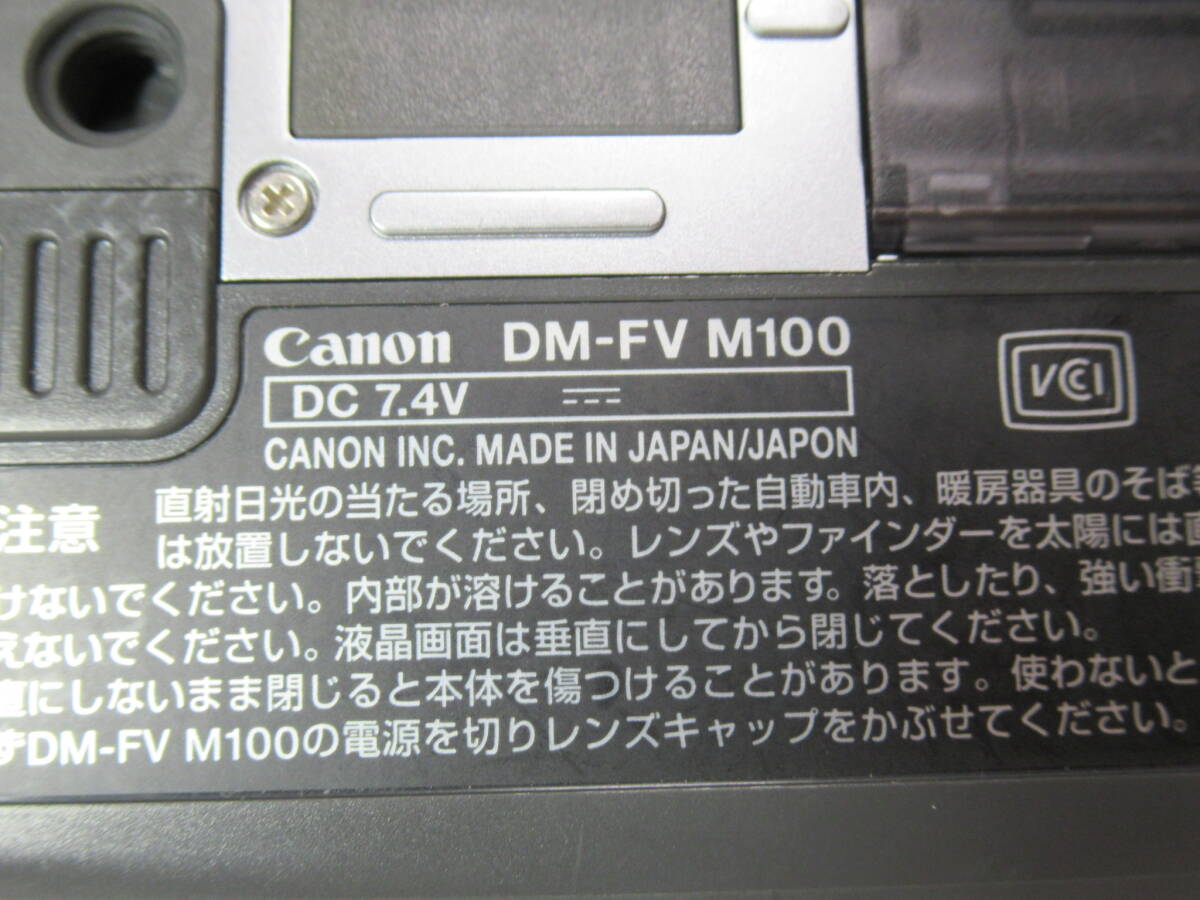 Canon DM-FV M100
DC 7.4V
VCCI
CANON INC. MADE IN JAPAN/JAPON
注意 直射日光の当たる場所、閉め切った自動車内、暖房器具のそば
は放置しないでください。レンズやファインダーを太陽には
けないでください。内部が溶けることがあります。落としたり、強い衝
えないでください。液晶画面は垂直にしてから閉じてください。
直にしないまま閉じると本体を傷つけることがあります。使わないと
ずDM-FV M100の電源を切りレンズキャップをかぶせてください。